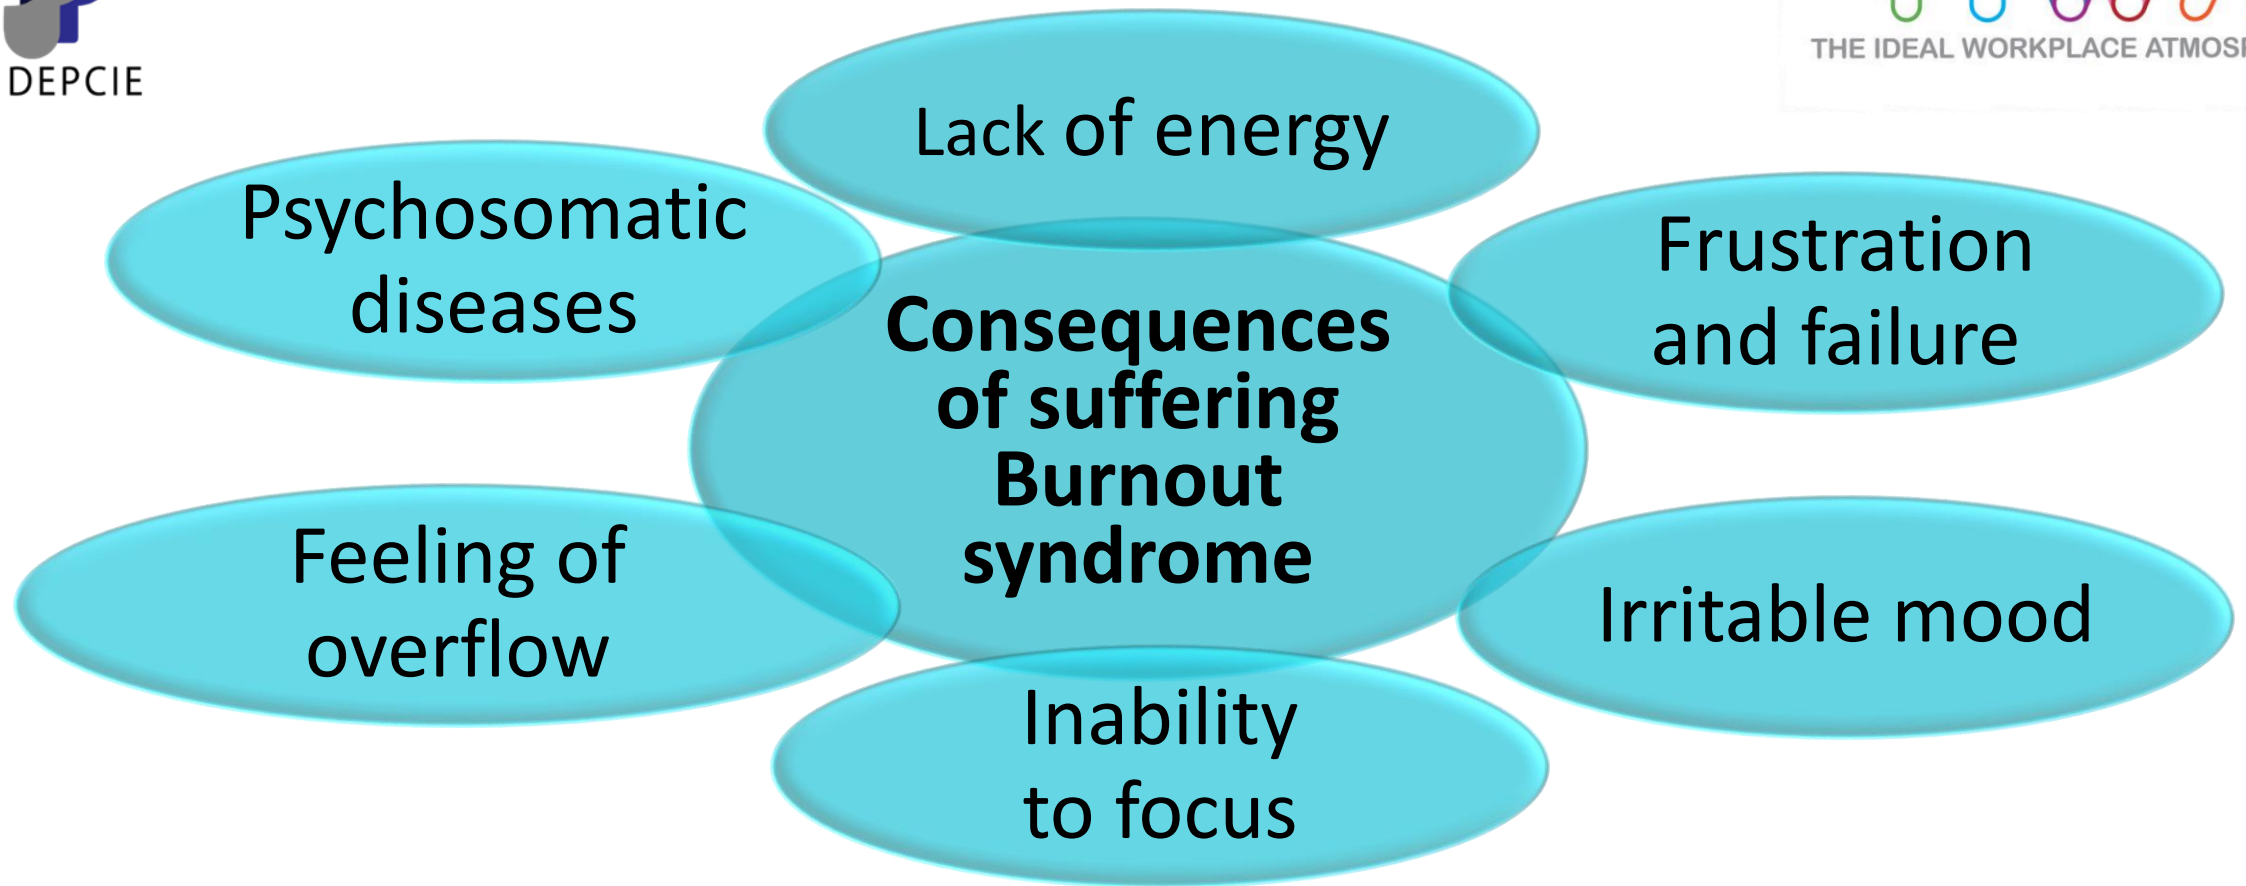 DEPCIE
THE IDEAL WORKPLACE
Lack of energy
Psychosomatic
diseases
Frustration
and failure
Consequences
of suffering
Burnout
syndrome
Feeling of
overflow
Irritable mood
Inability
to focus